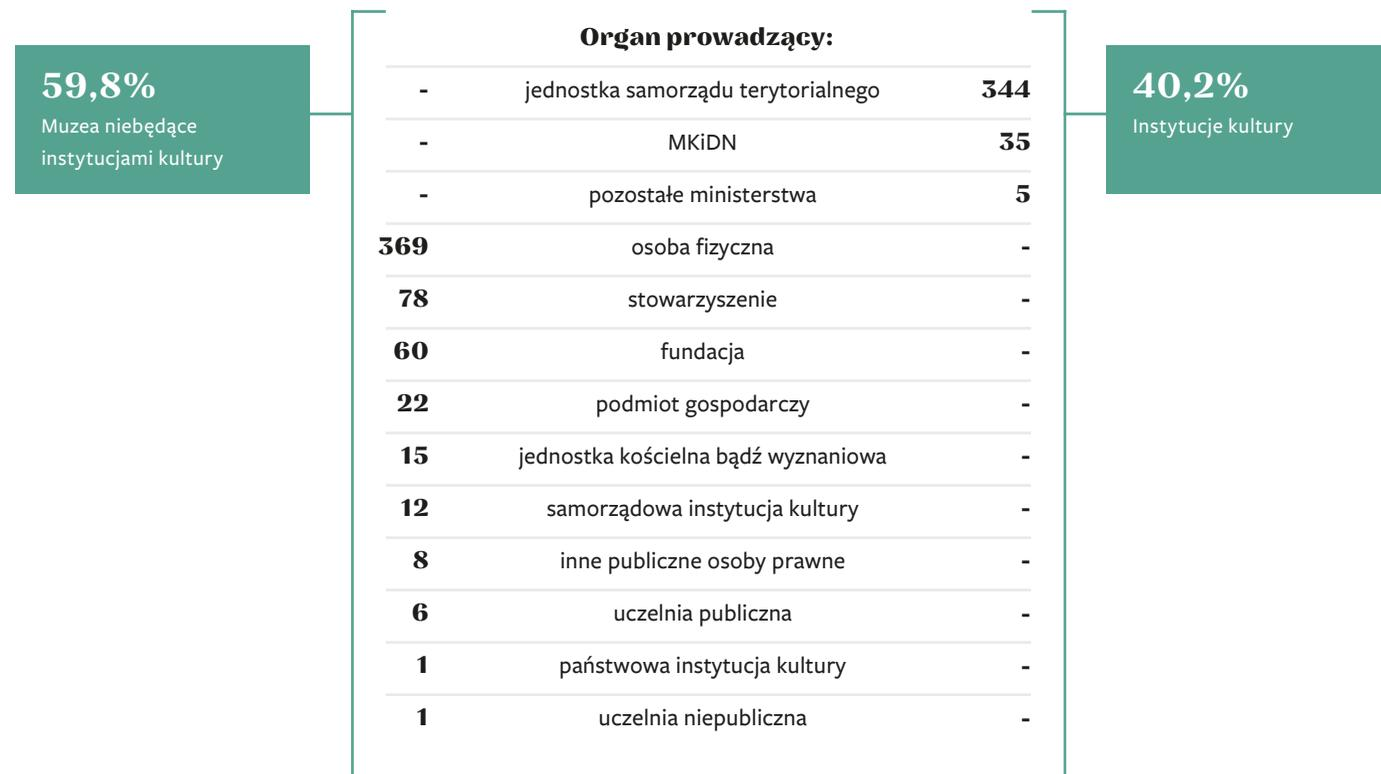 Organ prowadzący:
59,8%
Muzea niebędące
instytucjami kultury
40,2%
Instytucje kultury
- jednostka samorządu terytorialnego 344
- MKiDN 35
- pozostałe ministerstwa 5
369 osoba fizyczna -
78 stowarzyszenie -
60 fundacja -
22 podmiot gospodarczy -
15 jednostka kościelna bądź wyznaniowa -
12 samorządowa instytucja kultury -
8 inne publiczne osoby prawne -
6 uczelnia publiczna -
1 państwowa instytucja kultury -
1 uczelnia niepubliczna -